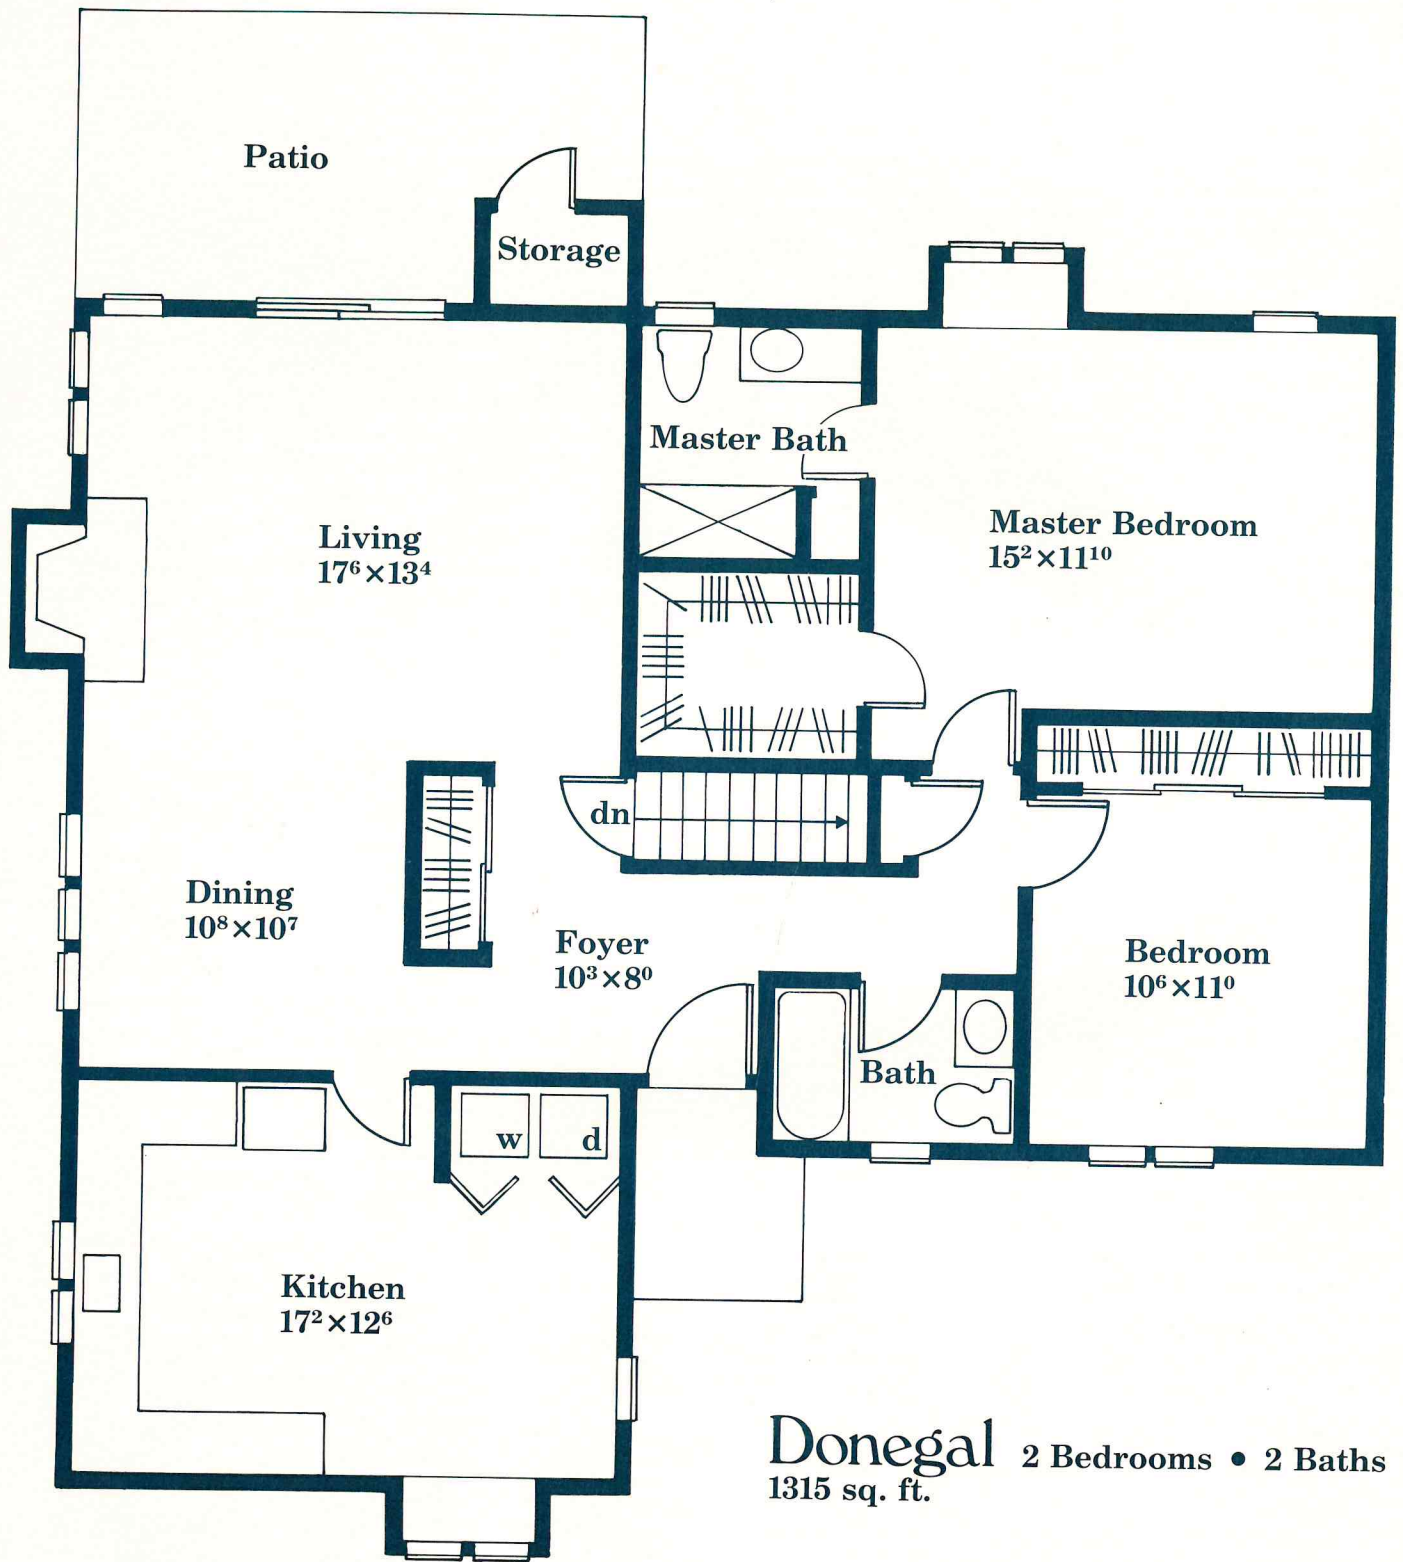 Patio
Storage
Master Bath
Living
17⁶×13⁴
Master Bedroom
15²×11¹⁰
dn
Dining
10⁸×10⁷
Foyer
10³×8⁰
Bedroom
10⁶×11⁰
Bath
w d
Kitchen
17²×12⁶
Donegal 2 Bedrooms • 2 Baths
1315 sq. ft.